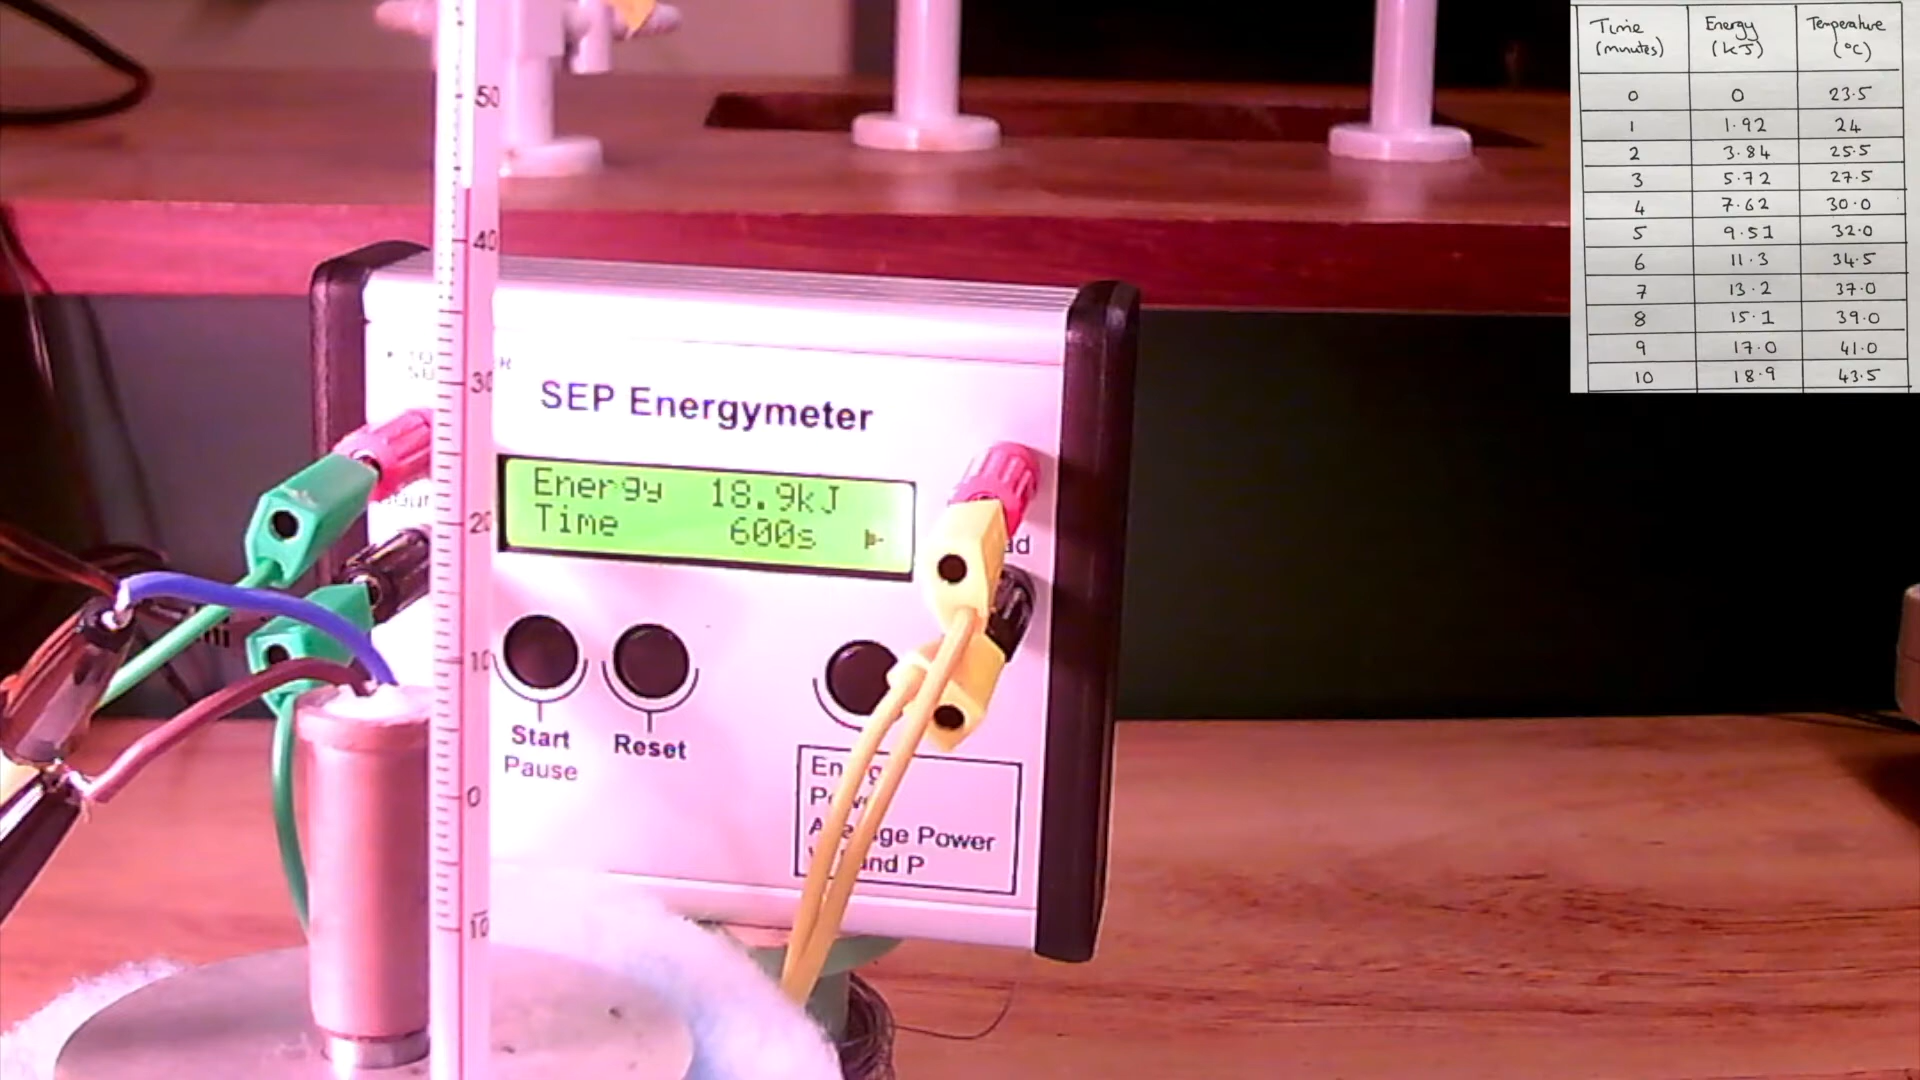 Time Energy Temperature
(minutes) (kJ) (°C)
0 0 23.5
1 1.92 24
2 3.84 25.5
3 5.72 27.5
4 7.62 30.0
5 9.51 32.0
6 11.3 34.5
7 13.2 37.0
8 15.1 39.0
9 17.0 41.0
10 18.9 43.5
50
40
30
20
10
0
10
SEP Energymeter
Energy 18.9kJ
Time 600s
Start
Pause
Reset
Power
and P